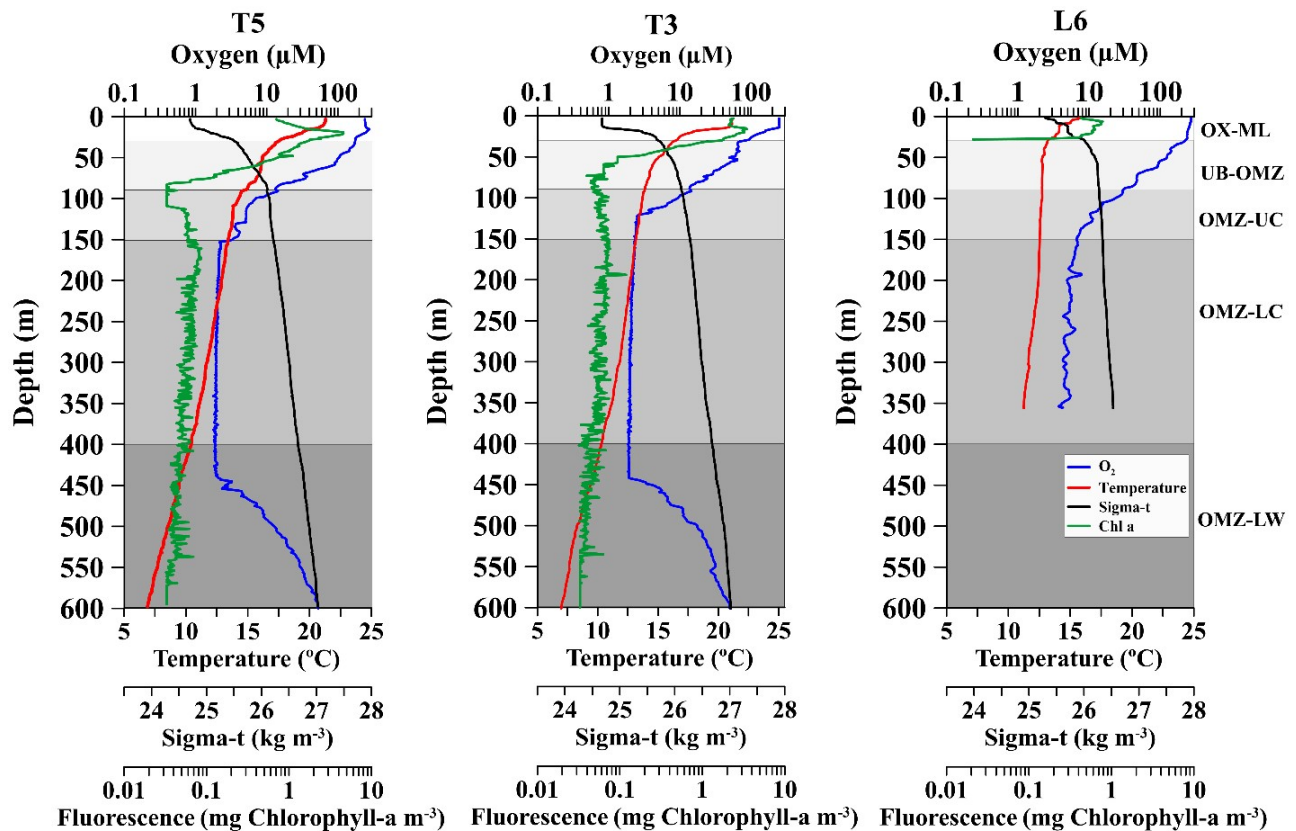 T5
Oxygen (µM)
0.1 1 10 100
0
50
100
150
200
250
300
350
400
450
500
550
600
Depth (m)
5 10 15 20 25
Temperature (ºC)
24 25 26 27 28
Sigma-t (kg m⁻³)
0.01 0.1 1 10
Fluorescence (mg Chlorophyll-a m⁻³)
T3
Oxygen (µM)
0.1 1 10 100
0
50
100
150
200
250
300
350
400
450
500
550
600
Depth (m)
5 10 15 20 25
Temperature (ºC)
24 25 26 27 28
Sigma-t (kg m⁻³)
0.01 0.1 1 10
Fluorescence (mg Chlorophyll-a m⁻³)
L6
Oxygen (µM)
0.1 1 10 100
0
50
100
150
200
250
300
350
400
450
500
550
600
Depth (m)
O₂
Temperature
Sigma-t
Chl a
5 10 15 20 25
Temperature (ºC)
24 25 26 27 28
Sigma-t (kg m⁻³)
0.01 0.1 1 10
Fluorescence (mg Chlorophyll-a m⁻³)
OX-ML
UB-OMZ
OMZ-UC
OMZ-LC
OMZ-LW